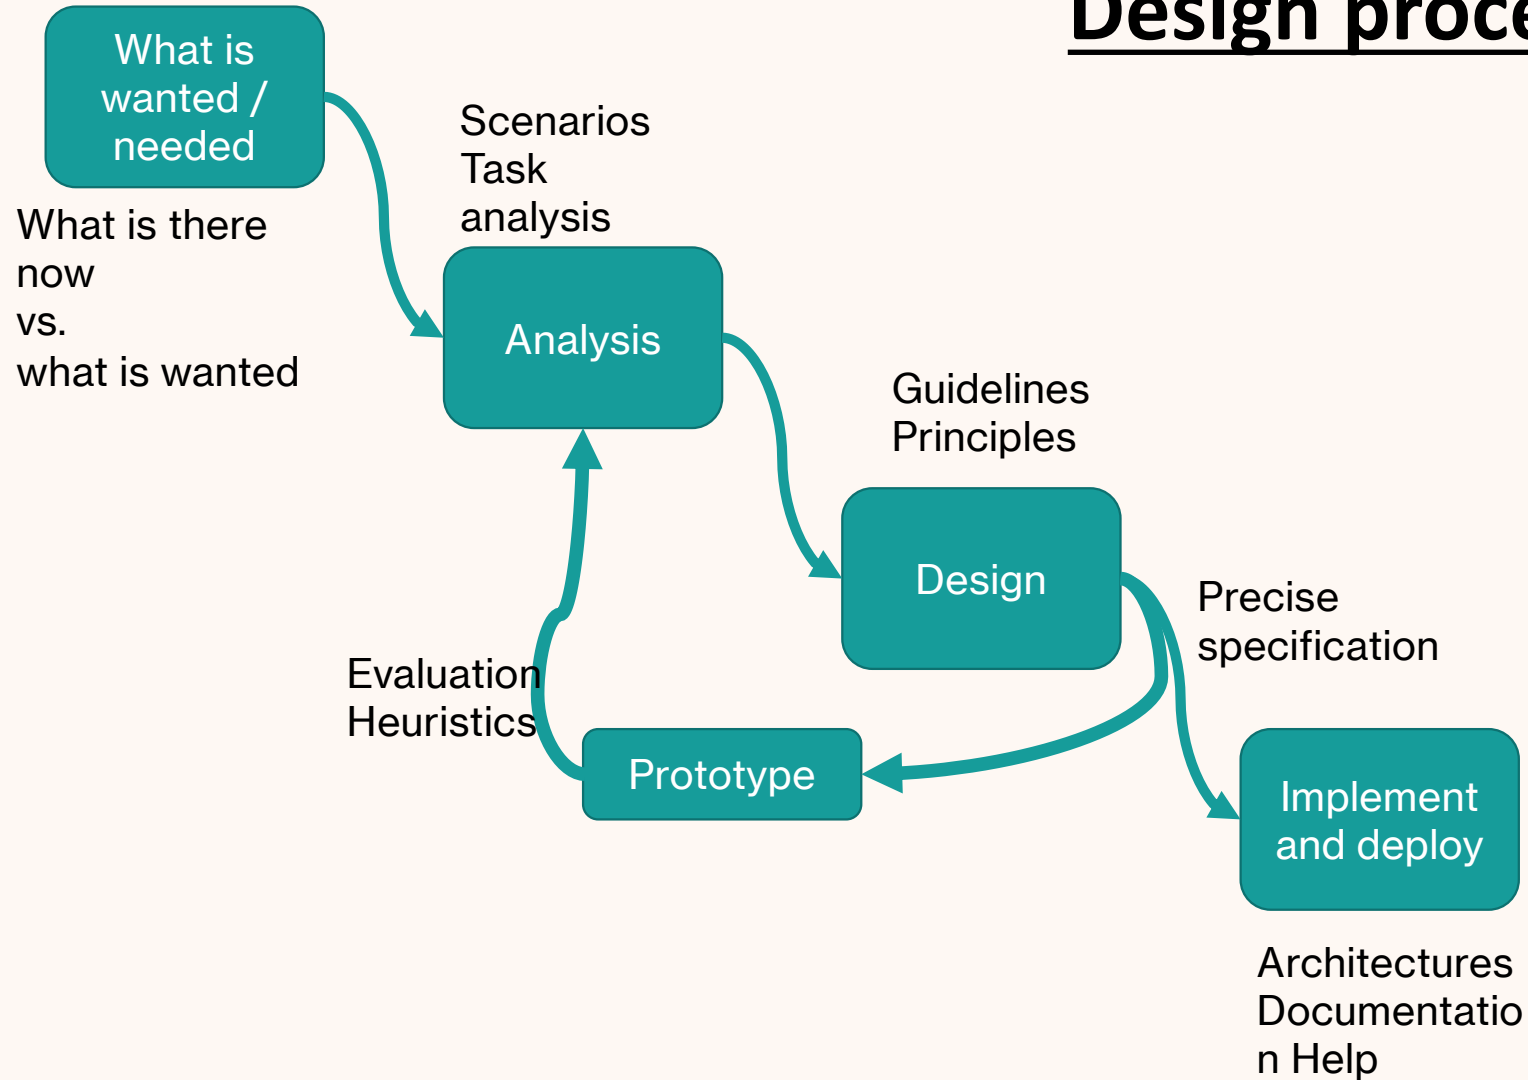 Design proce
What is
wanted /
needed
What is there
now
vs.
what is wanted
Scenarios
Task
analysis
Analysis
Guidelines
Principles
Design
Precise
specification
Evaluation
Heuristics
Prototype
Implement
and deploy
Architectures
Documentatio
n Help